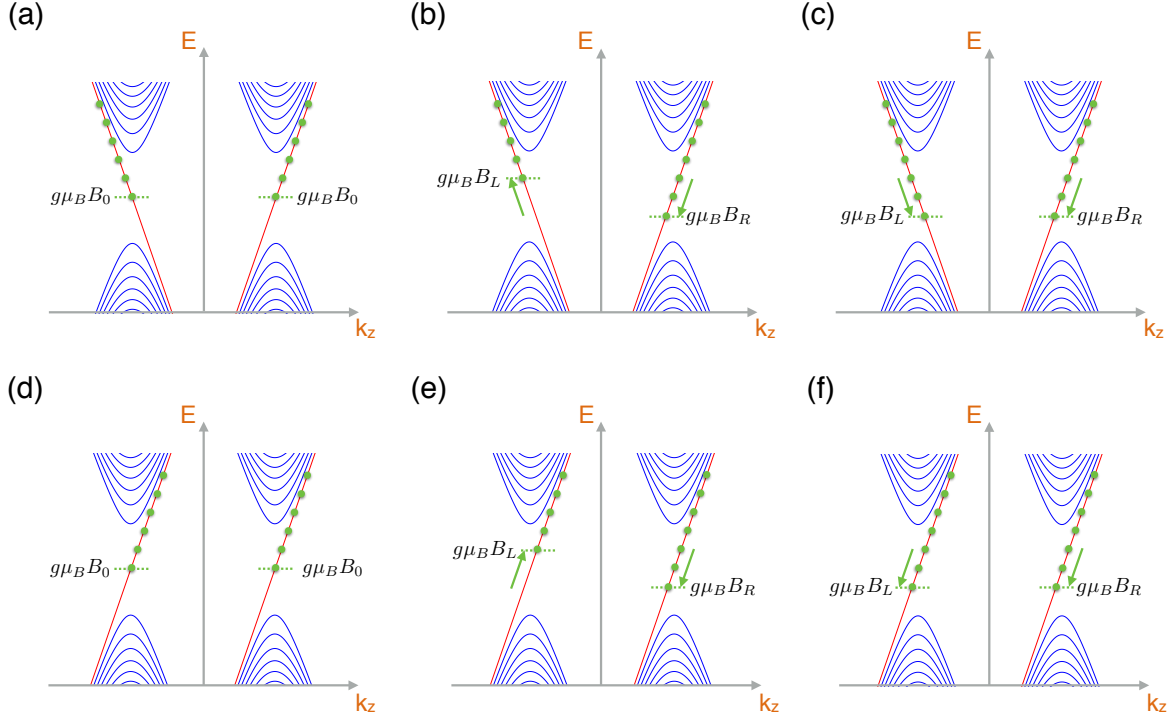 (a)
(b)
(c)
E
E
E
gμ_BB_0
gμ_BB_0
gμ_BB_L
gμ_BB_R
gμ_BB_L
gμ_BB_R
k_z
k_z
k_z
(d)
(e)
(f)
E
E
E
gμ_BB_0
gμ_BB_0
gμ_BB_L
gμ_BB_R
gμ_BB_L
gμ_BB_R
k_z
k_z
k_z